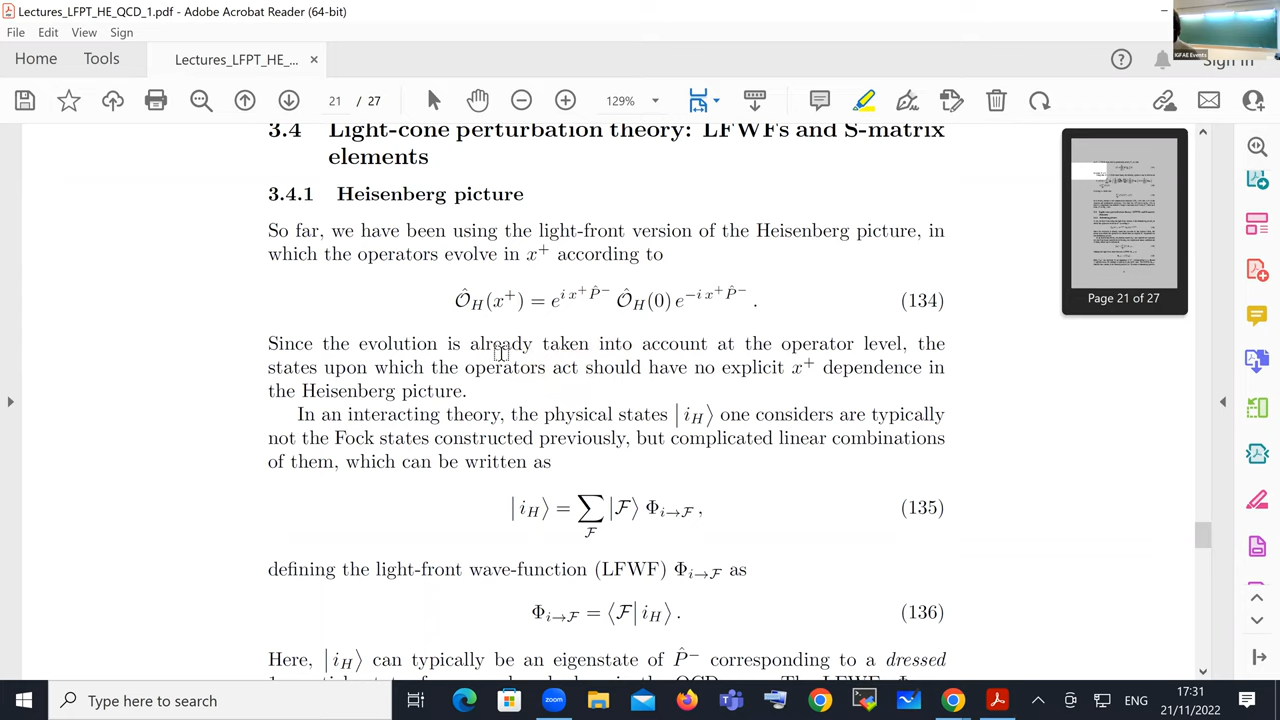 Lectures_LFPT_HE_QCD_1.pdf - Adobe Acrobat Reader (64-bit)
File Edit View Sign
IGFAE Events
Home Tools Lectures_LFPT_HE_... × Sign In
21 / 27 129%
3.4 Light-cone perturbation theory: LFWFs and S-matrix
elements
3.4.1 Heisenberg picture
So far, we have been using the light-front version of the Heisenberg picture, in
which the operators evolve in x⁺ according to
𝒪̂_H(x⁺) = e^{i x⁺ P̂⁻} 𝒪̂_H(0) e^{-i x⁺ P̂⁻} . (134)
Since the evolution is already taken into account at the operator level, the
states upon which the operators act should have no explicit x⁺ dependence in
the Heisenberg picture.
In an interacting theory, the physical states |i_H⟩ one considers are typically
not the Fock states constructed previously, but complicated linear combinations
of them, which can be written as
|i_H⟩ = ∑_ℱ |ℱ⟩ Φ_{i→ℱ} , (135)
defining the light-front wave-function (LFWF) Φ_{i→ℱ} as
Φ_{i→ℱ} = ⟨ℱ|i_H⟩ . (136)
Here, |i_H⟩ can typically be an eigenstate of P̂⁻ corresponding to a dressed
Page 21 of 27
Type here to search
zoom
ENG
17:31
21/11/2022